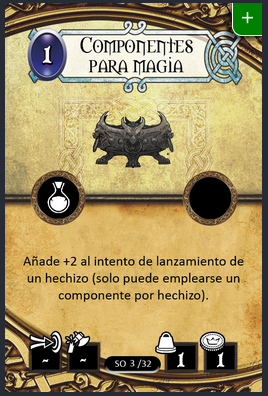 +
1
COMPONENTES
PARA MAGIA
Añade +2 al intento de lanzamiento de
un hechizo (solo puede emplearse un
componente por hechizo).
~ ~ SO 3 /32 1 1